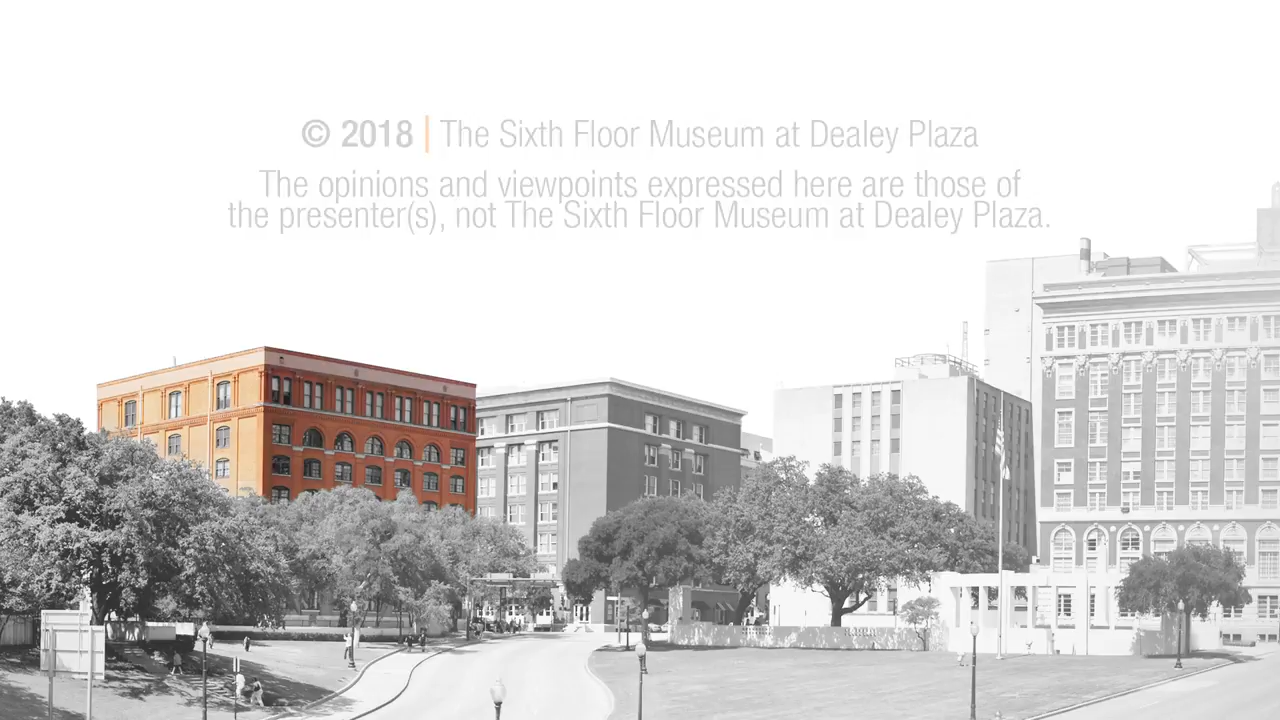 © 2018 | The Sixth Floor Museum at Dealey Plaza
The opinions and viewpoints expressed here are those of
the presenter(s), not The Sixth Floor Museum at Dealey Plaza.